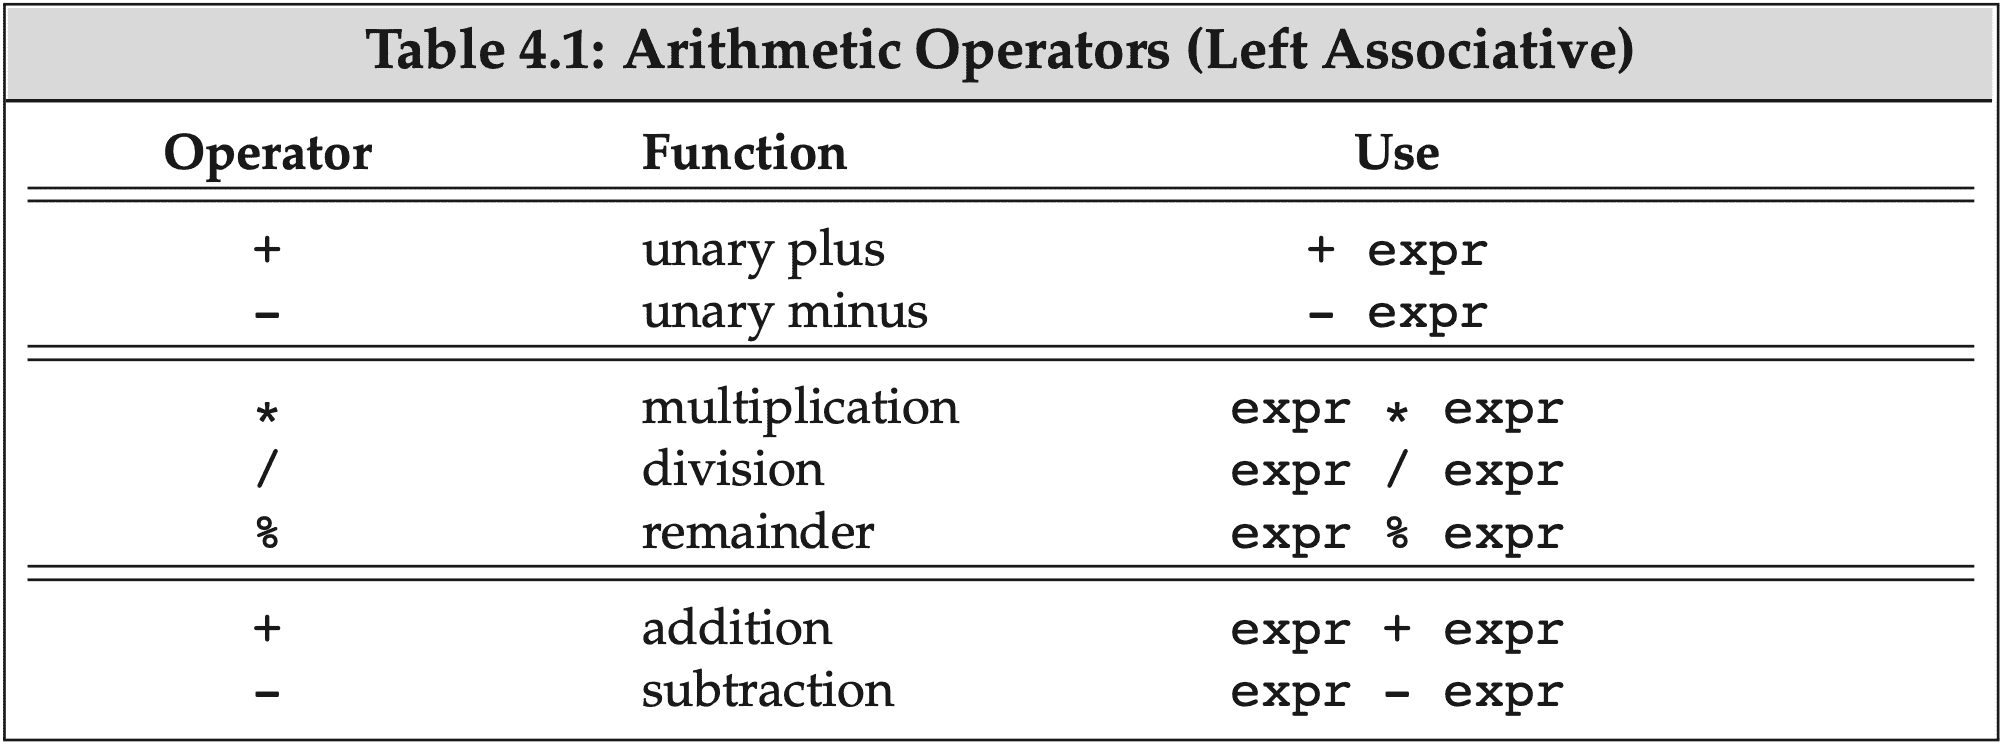 Table 4.1: Arithmetic Operators (Left Associative)
Operator Function Use
+ unary plus + expr
- unary minus - expr
* multiplication expr * expr
/ division expr / expr
% remainder expr % expr
+ addition expr + expr
- subtraction expr - expr